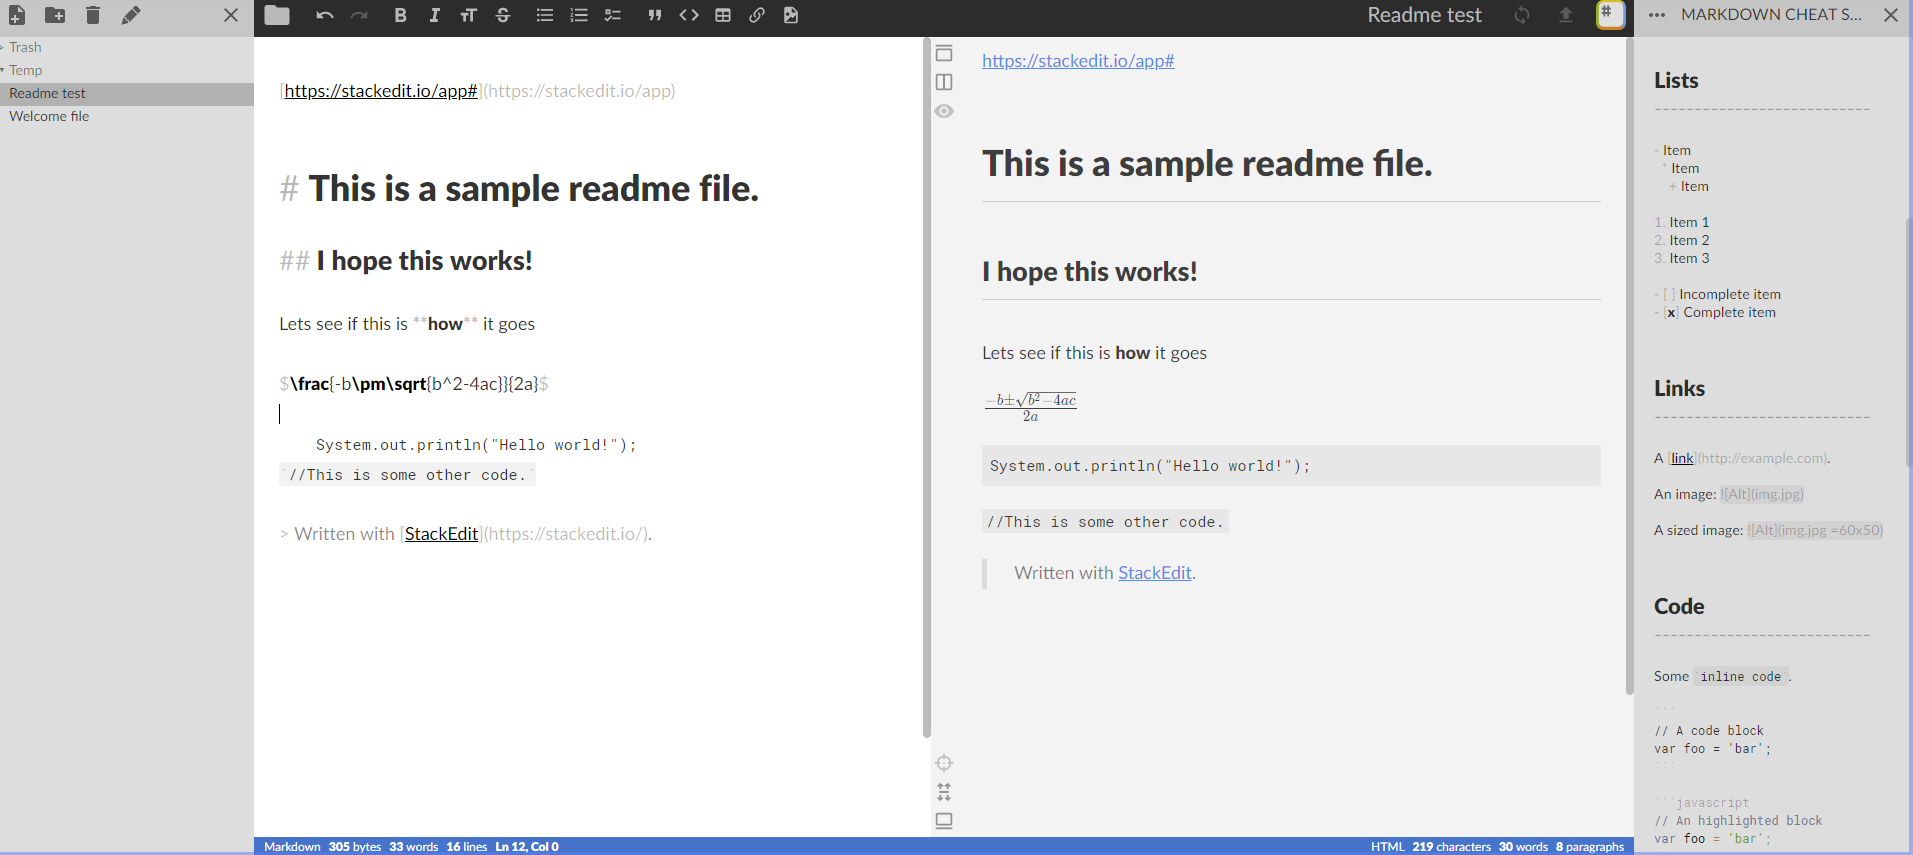 Readme test
MARKDOWN CHEAT S...
Trash
Temp
Readme test
Welcome file
[https://stackedit.io/app#](https://stackedit.io/app)
# This is a sample readme file.
## I hope this works!
Lets see if this is **how** it goes
$\frac{-b\pm\sqrt{b^2-4ac}}{2a}$
System.out.println("Hello world!");
`//This is some other code.`
> Written with [StackEdit](https://stackedit.io/).
https://stackedit.io/app#
This is a sample readme file.
I hope this works!
Lets see if this is how it goes
−b±√b²−4ac
2a
System.out.println("Hello world!");
//This is some other code.
Written with StackEdit.
Lists
---------------------------
- Item
* Item
+ Item
1. Item 1
2. Item 2
3. Item 3
- [ ] Incomplete item
- [x] Complete item
Links
---------------------------
A [link](http://example.com).
An image: ![Alt](img.jpg)
A sized image: ![Alt](img.jpg =60x50)
Code
---------------------------
Some `inline code`.
```
// A code block
var foo = 'bar';
```
```javascript
// An highlighted block
var foo = 'bar';
Markdown 305 bytes 33 words 16 lines Ln 12, Col 0
HTML 219 characters 30 words 8 paragraphs